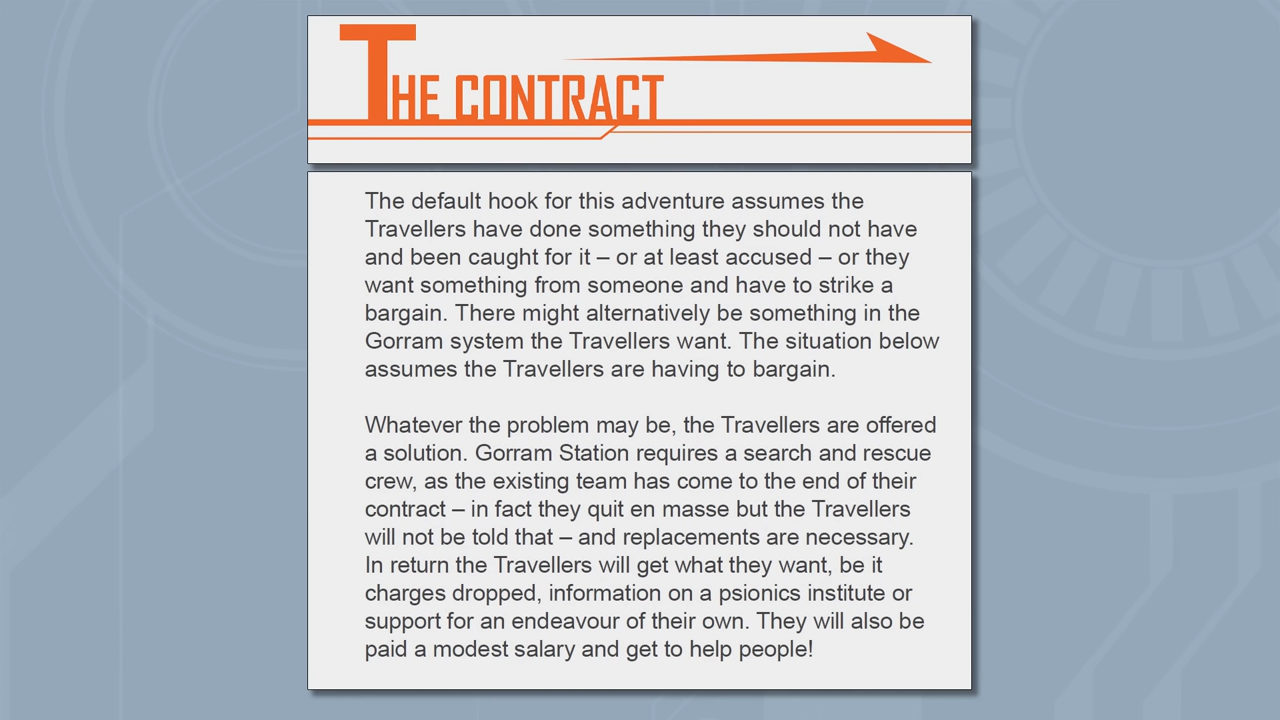 THE CONTRACT
The default hook for this adventure assumes the
Travellers have done something they should not have
and been caught for it – or at least accused – or they
want something from someone and have to strike a
bargain. There might alternatively be something in the
Gorram system the Travellers want. The situation below
assumes the Travellers are having to bargain.
Whatever the problem may be, the Travellers are offered
a solution. Gorram Station requires a search and rescue
crew, as the existing team has come to the end of their
contract – in fact they quit en masse but the Travellers
will not be told that – and replacements are necessary.
In return the Travellers will get what they want, be it
charges dropped, information on a psionics institute or
support for an endeavour of their own. They will also be
paid a modest salary and get to help people!